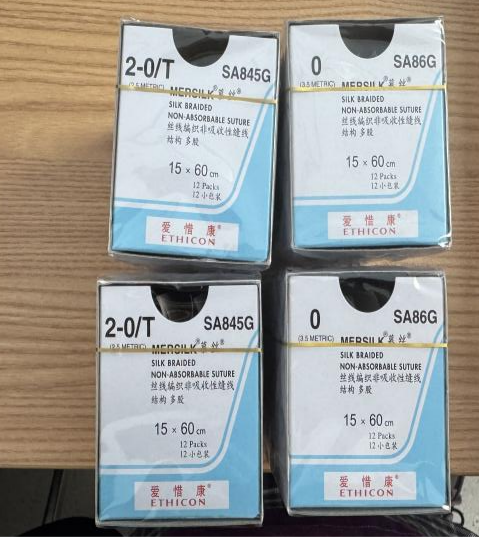 2-0/T
SA845G
MERSILK®慕丝®
SILK BRAIDED
NON-ABSORBABLE SUTURE
丝线编织非吸收性缝线
结构 多股
15 × 60 cm
12 Packs
12 小包装
爱惜康®
ETHICON
0
SA86G
(3.5 METRIC)
MERSILK®慕丝®
SILK BRAIDED
NON-ABSORBABLE SUTURE
丝线编织非吸收性缝线
结构 多股
15 × 60 cm
12 Packs
12 小包装
爱惜康®
ETHICON
2-0/T
SA845G
MERSILK®慕丝®
SILK BRAIDED
NON-ABSORBABLE SUTURE
丝线编织非吸收性缝线
结构 多股
15 × 60 cm
12 Packs
12 小包装
爱惜康®
ETHICON
0
SA86G
(3.5 METRIC)
MERSILK®慕丝®
SILK BRAIDED
NON-ABSORBABLE SUTURE
丝线编织非吸收性缝线
结构 多股
15 × 60 cm
12 Packs
12 小包装
爱惜康®
ETHICON